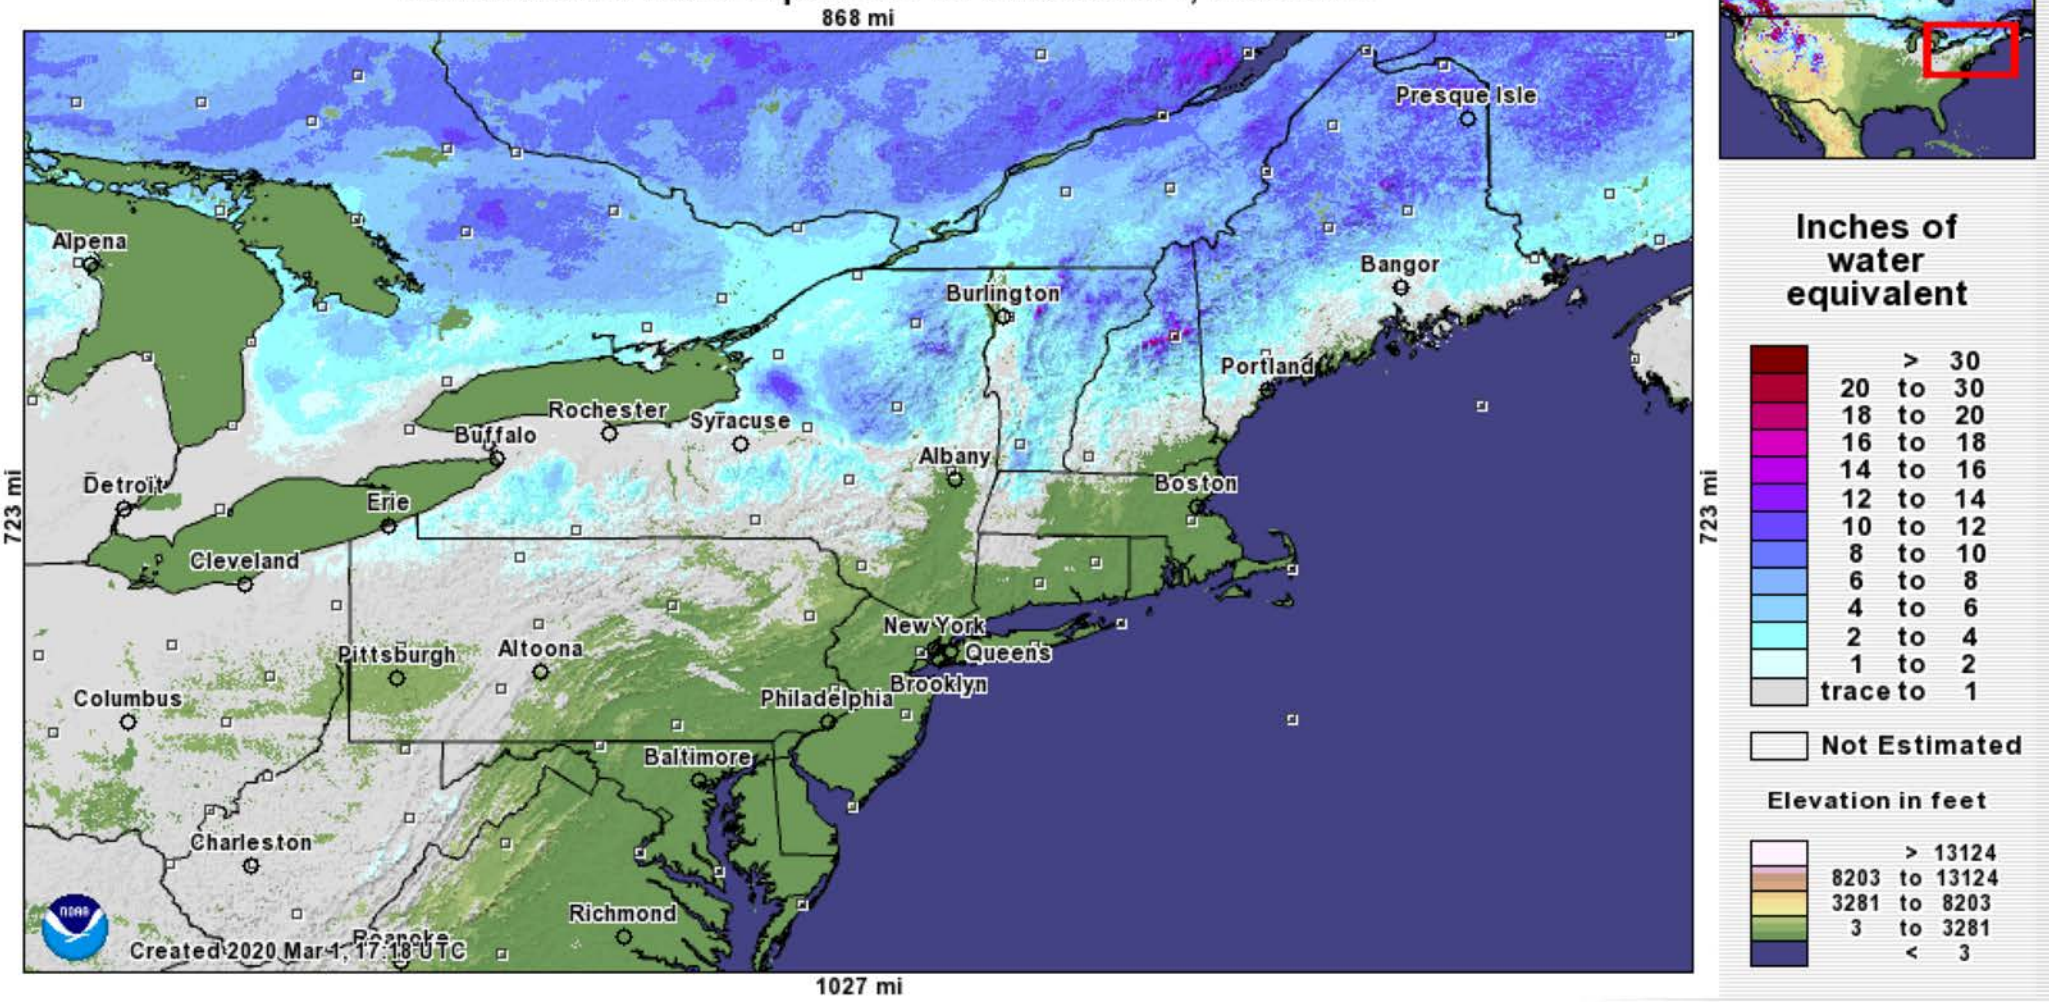 868 mi
Presque Isle
Alpena
Bangor
Burlington
Portland
Rochester
Syracuse
Buffalo
Albany
Detroit
Boston
Erie
723 mi
723 mi
Cleveland
New York
Queens
Pittsburgh
Altoona
Brooklyn
Columbus
Philadelphia
Baltimore
Charleston
Richmond
NOAA
Roanoke
Created 2020 Mar 1, 17:18 UTC
1027 mi
Inches of
water
equivalent
> 30
20 to 30
18 to 20
16 to 18
14 to 16
12 to 14
10 to 12
8 to 10
6 to 8
4 to 6
2 to 4
1 to 2
trace to 1
Not Estimated
Elevation in feet
> 13124
8203 to 13124
3281 to 8203
3 to 3281
< 3